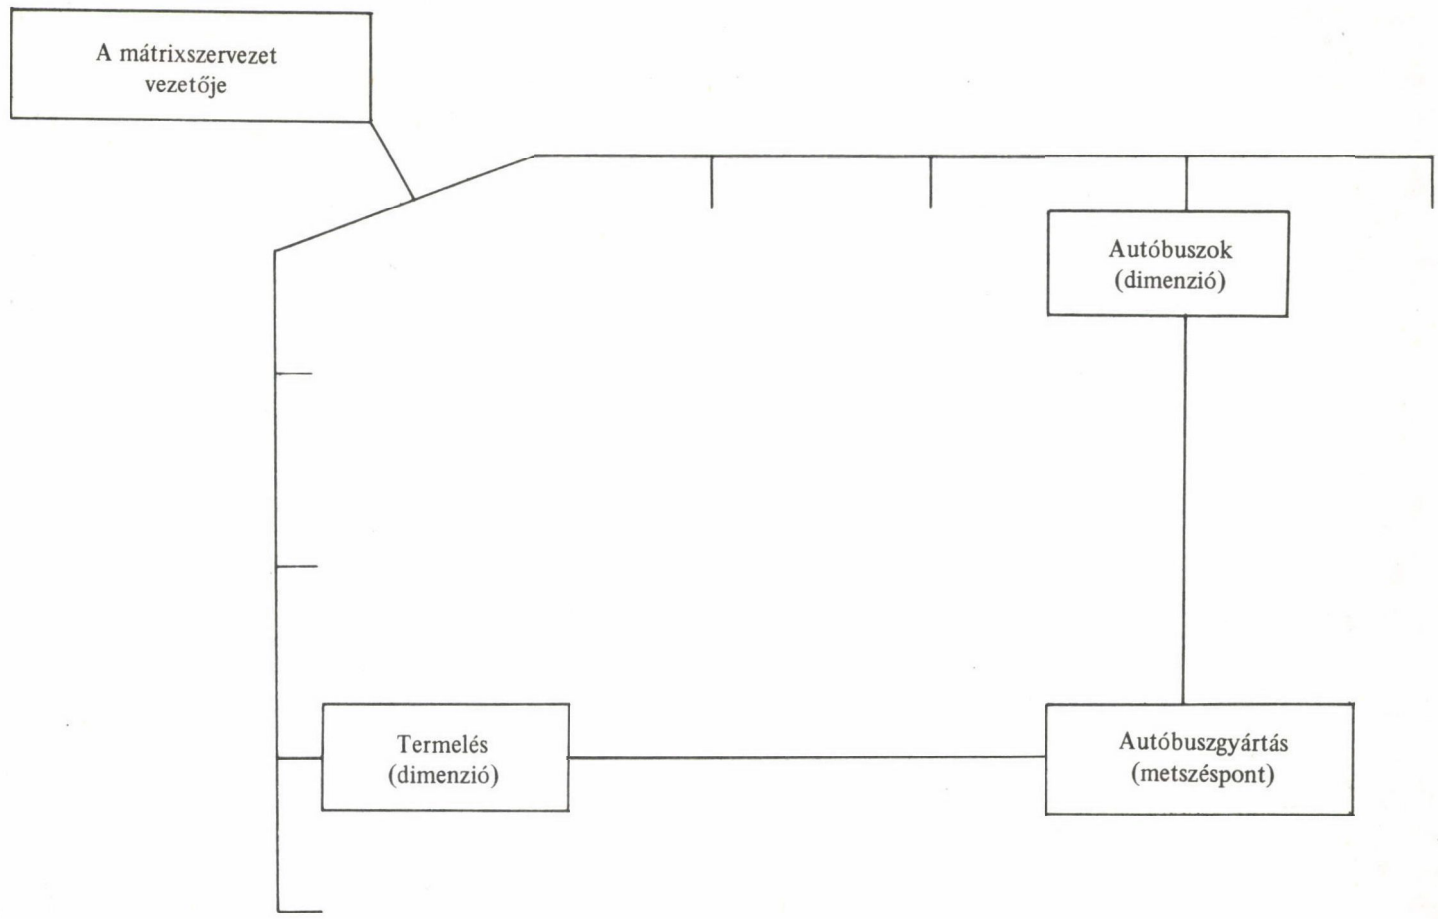 A mátrixszervezet
vezetője
Autóbuszok
(dimenzió)
Termelés
(dimenzió)
Autóbuszgyártás
(metszéspont)